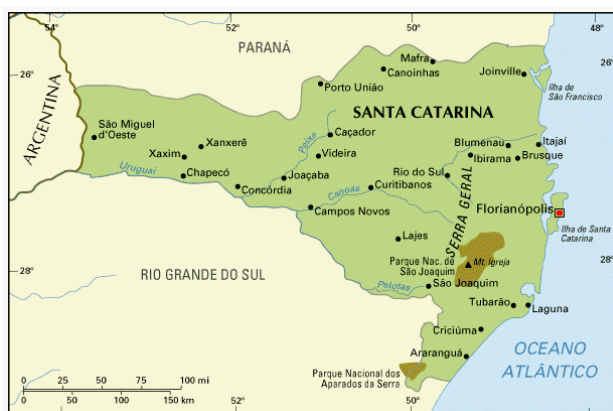 54°
52°
50°
48°
PARANÁ
26°
26°
Mafra
Canoinhas
Joinville
Porto União
Ilha de
São Francisco
ARGENTINA
SANTA CATARINA
São Miguel
d'Oeste
Xanxerê
Caçador
Peixe
Blumenau
Itajaí
Xaxim
Videira
Ibirama
Brusque
Uruguai
Chapecó
Joaçaba
Rio do Sul
Concórdia
Canoas
Curitibanos
Campos Novos
SERRA GERAL
Florianópolis
Ilha de Santa
Catarina
Lajes
Parque Nac. de
São Joaquim
Mt. Igreja
28°
28°
RIO GRANDE DO SUL
Pelotas
São Joaquim
Tubarão
Laguna
Criciúma
Araranguá
OCEANO
ATLÂNTICO
Parque Nacional dos
Aparados da Serra
0 25 50 75 100 mi
0 50 100 150 km
52°
50°